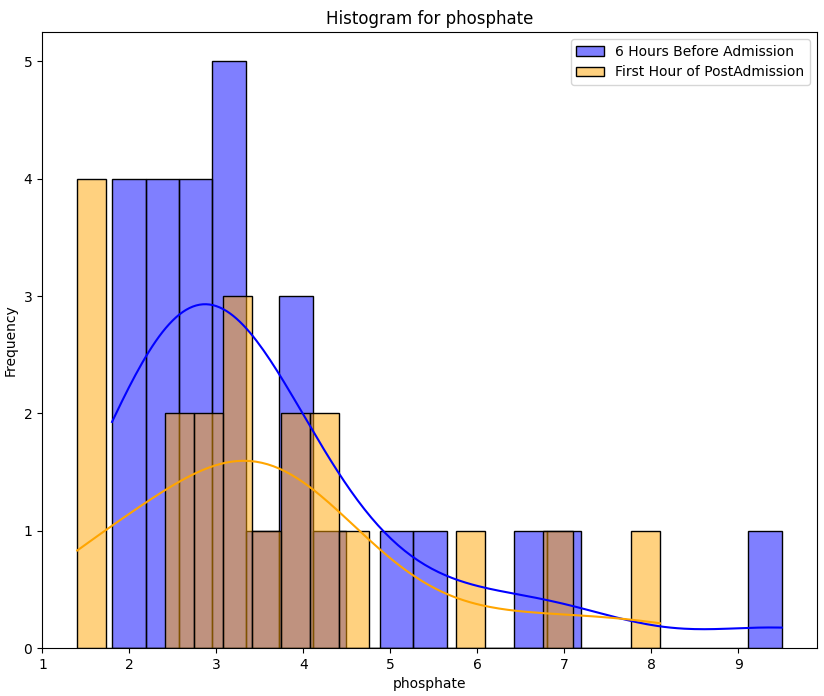 Histogram for phosphate
6 Hours Before Admission
First Hour of PostAdmission
Frequency
5
4
3
2
1
0
1 2 3 4 5 6 7 8 9
phosphate